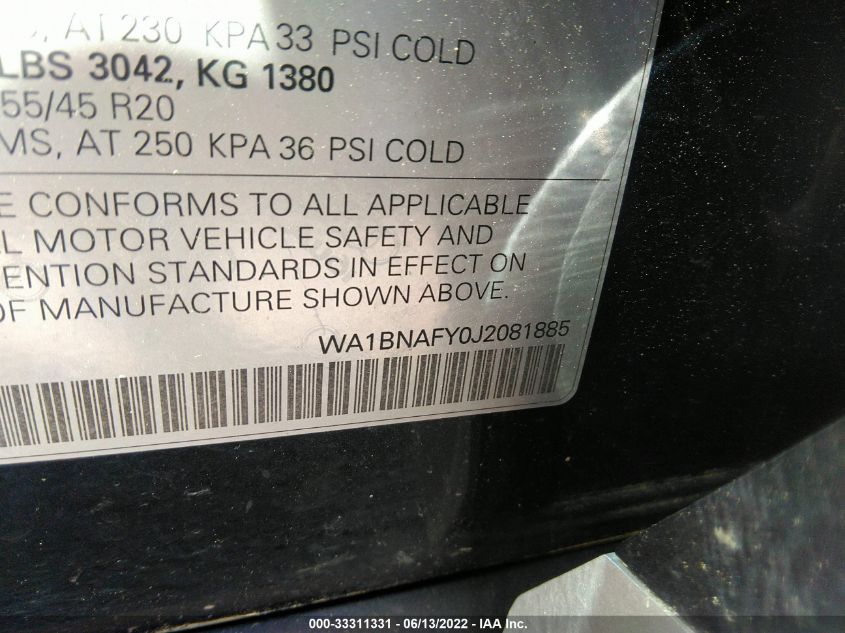 , AT 230 KPA 33 PSI COLD
LBS 3042, KG 1380
55/45 R20
MS, AT 250 KPA 36 PSI COLD
E CONFORMS TO ALL APPLICABLE
L MOTOR VEHICLE SAFETY AND
ENTION STANDARDS IN EFFECT ON
OF MANUFACTURE SHOWN ABOVE.
WA1BNAFY0J2081885
000-33311331 / 06/13/2022 - IAA Inc.